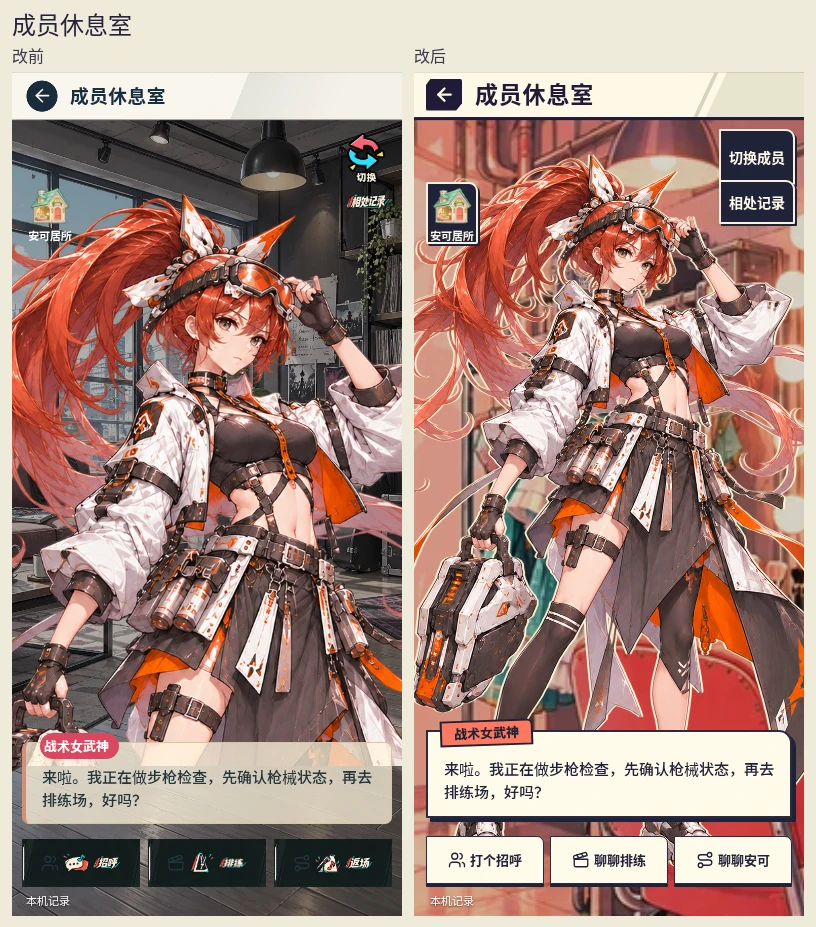 成员休息室
改前
改后
成员休息室
切换
相处记录
安可居所
战术女武神
来啦。我正在做步枪检查，先确认枪械状态，再去
排练场，好吗？
招呼
排练
返场
本机记录
成员休息室
切换成员
相处记录
安可居所
战术女武神
来啦。我正在做步枪检查，先确认枪械状态，再去
排练场，好吗？
打个招呼
聊聊排练
聊聊安可
本机记录